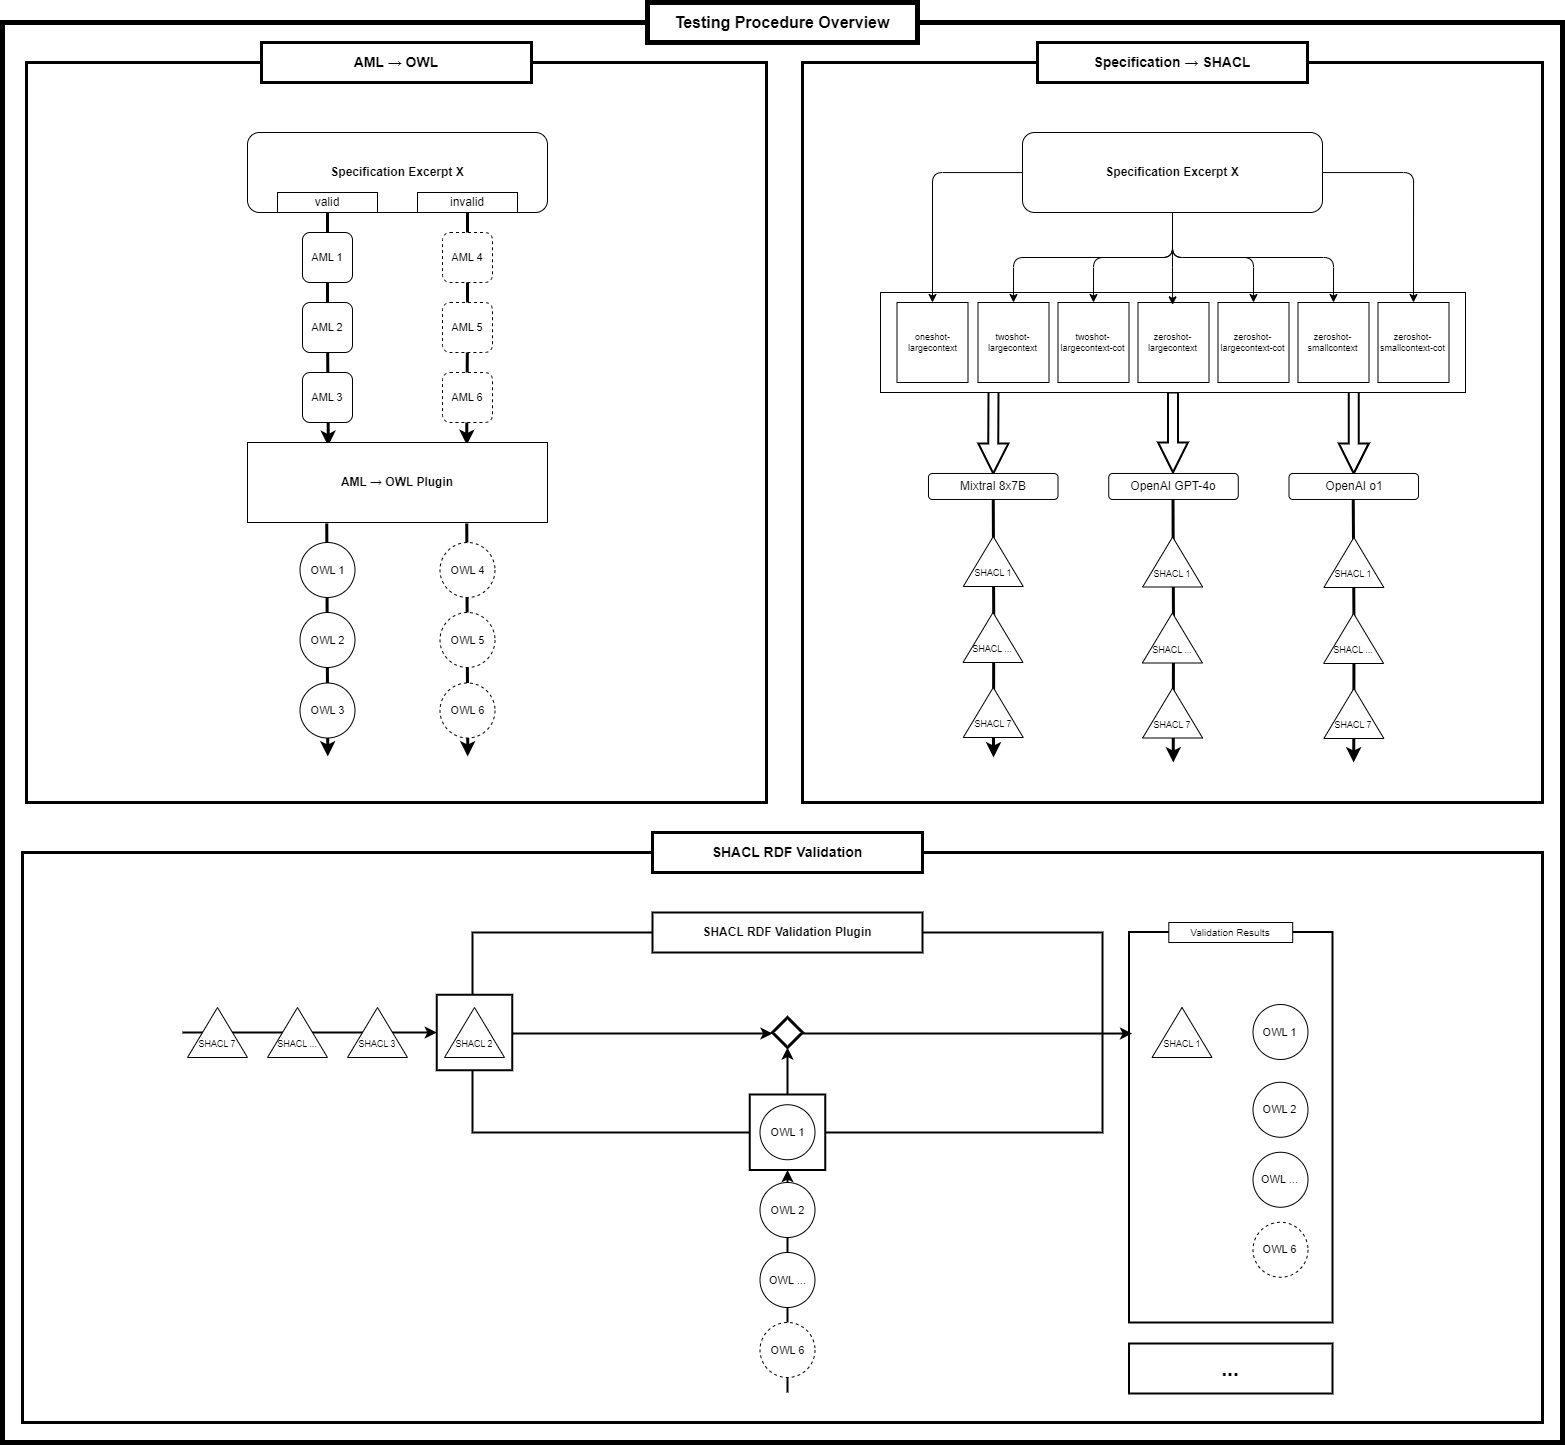 Testing Procedure Overview
AML → OWL
Specification Excerpt X
valid
invalid
AML 1
AML 4
AML 2
AML 5
AML 3
AML 6
AML → OWL Plugin
OWL 1
OWL 4
OWL 2
OWL 5
OWL 3
OWL 6
Specification → SHACL
Specification Excerpt X
oneshot-
largecontext
twoshot-
largecontext
twoshot-
largecontext-cot
zeroshot-
largecontext
zeroshot-
largecontext-cot
zeroshot-
smallcontext
zeroshot-
smallcontext-cot
Mixtral 8x7B
OpenAI GPT-4o
OpenAI o1
SHACL 1
SHACL 1
SHACL 1
SHACL ...
SHACL ...
SHACL ...
SHACL 7
SHACL 7
SHACL 7
SHACL RDF Validation
SHACL RDF Validation Plugin
SHACL 7
SHACL ...
SHACL 3
SHACL 2
OWL 1
OWL 2
OWL ...
OWL 6
Validation Results
SHACL 1
OWL 1
OWL 2
OWL ...
OWL 6
...